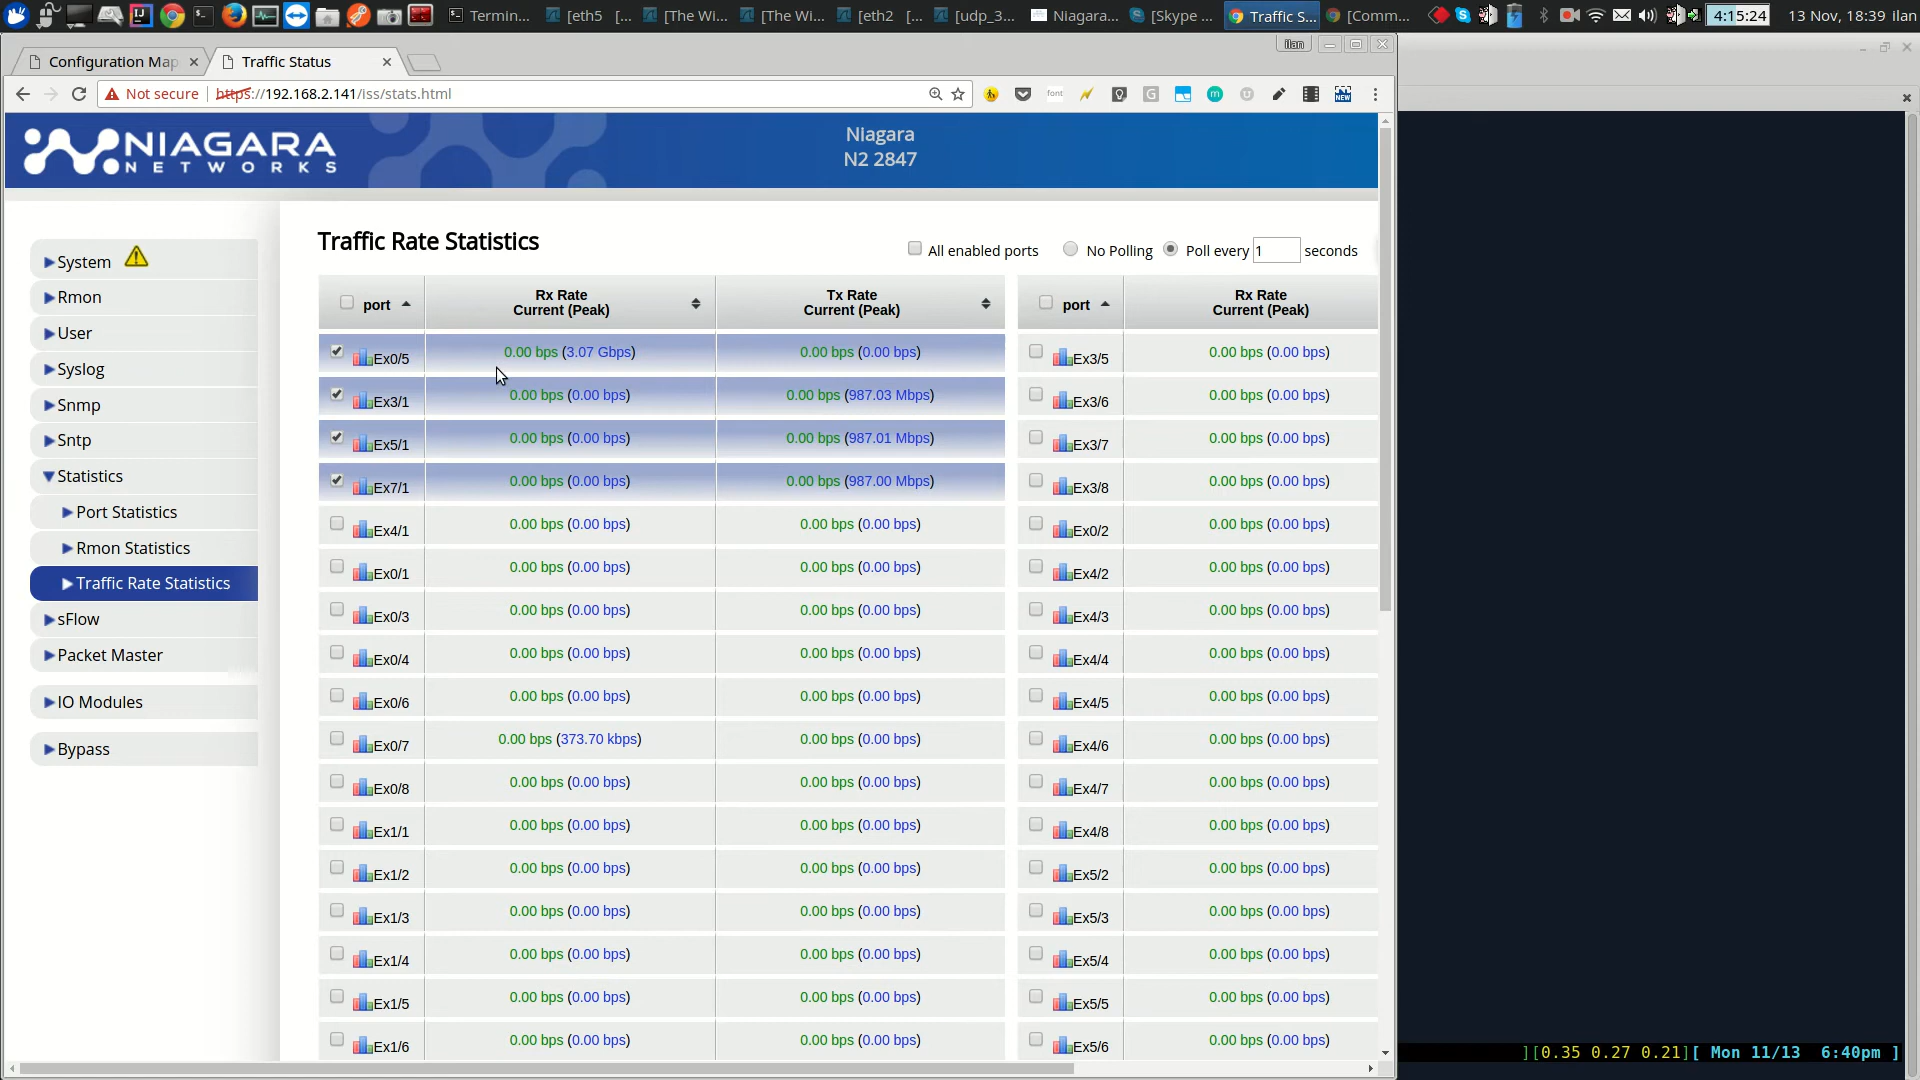 Termin...
[eth5 [...
[The Wi...
[The Wi...
[eth2 [...
[udp_3...
Niagara...
[Skype ...
Traffic S...
[Comm...
4:15:24
13 Nov, 18:39 ilan
Configuration Map
Traffic Status
ilan
Not secure
https://192.168.2.141/iss/stats.html
font
NEW
NIAGARA
NETWORKS
Niagara
N2 2847
System
Rmon
User
Syslog
Snmp
Sntp
Statistics
Port Statistics
Rmon Statistics
Traffic Rate Statistics
sFlow
Packet Master
IO Modules
Bypass
Traffic Rate Statistics
All enabled ports No Polling Poll every 1 seconds
port Rx Rate Current (Peak) Tx Rate Current (Peak) port Rx Rate Current (Peak)
Ex0/5 0.00 bps (3.07 Gbps) 0.00 bps (0.00 bps) Ex3/5 0.00 bps (0.00 bps)
Ex3/1 0.00 bps (0.00 bps) 0.00 bps (987.03 Mbps) Ex3/6 0.00 bps (0.00 bps)
Ex5/1 0.00 bps (0.00 bps) 0.00 bps (987.01 Mbps) Ex3/7 0.00 bps (0.00 bps)
Ex7/1 0.00 bps (0.00 bps) 0.00 bps (987.00 Mbps) Ex3/8 0.00 bps (0.00 bps)
Ex4/1 0.00 bps (0.00 bps) 0.00 bps (0.00 bps) Ex0/2 0.00 bps (0.00 bps)
Ex0/1 0.00 bps (0.00 bps) 0.00 bps (0.00 bps) Ex4/2 0.00 bps (0.00 bps)
Ex0/3 0.00 bps (0.00 bps) 0.00 bps (0.00 bps) Ex4/3 0.00 bps (0.00 bps)
Ex0/4 0.00 bps (0.00 bps) 0.00 bps (0.00 bps) Ex4/4 0.00 bps (0.00 bps)
Ex0/6 0.00 bps (0.00 bps) 0.00 bps (0.00 bps) Ex4/5 0.00 bps (0.00 bps)
Ex0/7 0.00 bps (373.70 kbps) 0.00 bps (0.00 bps) Ex4/6 0.00 bps (0.00 bps)
Ex0/8 0.00 bps (0.00 bps) 0.00 bps (0.00 bps) Ex4/7 0.00 bps (0.00 bps)
Ex1/1 0.00 bps (0.00 bps) 0.00 bps (0.00 bps) Ex4/8 0.00 bps (0.00 bps)
Ex1/2 0.00 bps (0.00 bps) 0.00 bps (0.00 bps) Ex5/2 0.00 bps (0.00 bps)
Ex1/3 0.00 bps (0.00 bps) 0.00 bps (0.00 bps) Ex5/3 0.00 bps (0.00 bps)
Ex1/4 0.00 bps (0.00 bps) 0.00 bps (0.00 bps) Ex5/4 0.00 bps (0.00 bps)
Ex1/5 0.00 bps (0.00 bps) 0.00 bps (0.00 bps) Ex5/5 0.00 bps (0.00 bps)
Ex1/6 0.00 bps (0.00 bps) 0.00 bps (0.00 bps) Ex5/6 0.00 bps (0.00 bps)
][0.35 0.27 0.21][ Mon 11/13 6:40pm ]